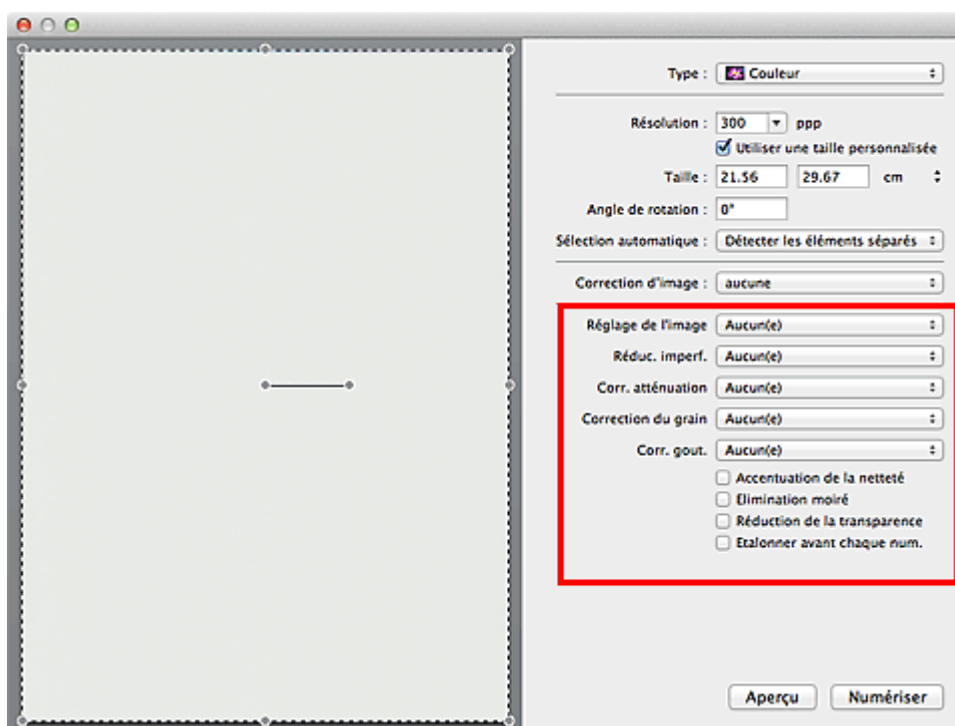 Type : Couleur
Résolution : 300 ppp
Utiliser une taille personnalisée
Taille : 21.56 29.67 cm
Angle de rotation : 0°
Sélection automatique : Détecter les éléments séparés
Correction d'image : aucune
Réglage de l'image Aucun(e)
Réduc. imperf. Aucun(e)
Corr. atténuation Aucun(e)
Correction du grain Aucun(e)
Corr. gout. Aucun(e)
Accentuation de la netteté
Elimination moiré
Réduction de la transparence
Etalonner avant chaque num.
Aperçu Numériser